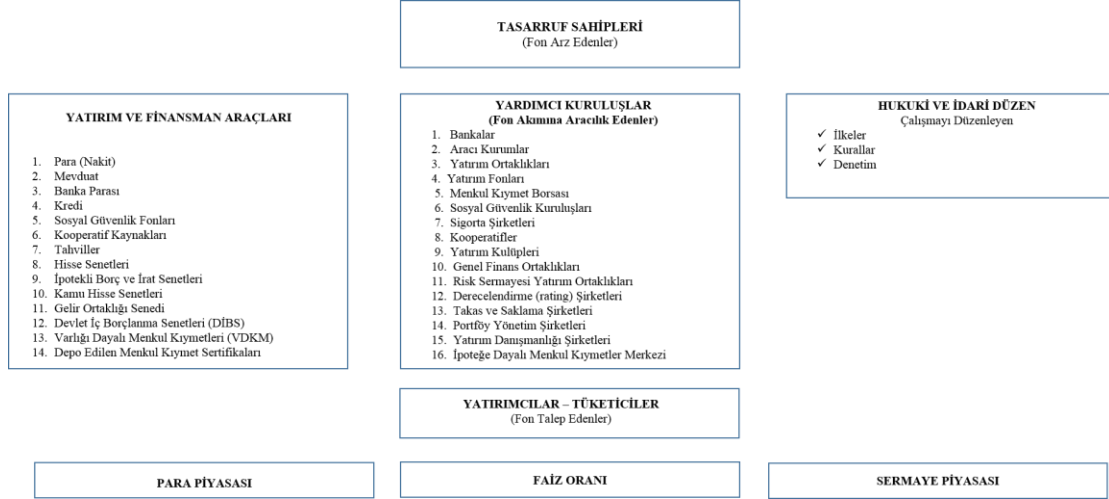 TASARRUF SAHİPLERİ
(Fon Arz Edenler)
YATIRIM VE FİNANSMAN ARAÇLARI
1. Para (Nakit)
2. Mevduat
3. Banka Parası
4. Kredi
5. Sosyal Güvenlik Fonları
6. Kooperatif Kaynakları
7. Tahviller
8. Hisse Senetleri
9. İpotekli Borç ve İrat Senetleri
10. Kamu Hisse Senetleri
11. Gelir Ortaklığı Senedi
12. Devlet İç Borçlanma Senetleri (DİBS)
13. Varlığı Dayalı Menkul Kıymetleri (VDKM)
14. Depo Edilen Menkul Kıymet Sertifikaları
YARDIMCI KURULUŞLAR
(Fon Akımına Aracılık Edenler)
1. Bankalar
2. Aracı Kurumlar
3. Yatırım Ortaklıkları
4. Yatırım Fonları
5. Menkul Kıymet Borsası
6. Sosyal Güvenlik Kuruluşları
7. Sigorta Şirketleri
8. Kooperatifler
9. Yatırım Kulüpleri
10. Genel Finans Ortaklıkları
11. Risk Sermayesi Yatırım Ortaklıkları
12. Derecelendirme (rating) Şirketleri
13. Takas ve Saklama Şirketleri
14. Portföy Yönetim Şirketleri
15. Yatırım Danışmanlığı Şirketleri
16. İpoteğe Dayalı Menkul Kıymetler Merkezi
HUKUKİ VE İDARİ DÜZEN
Çalışmayı Düzenleyen
✓ İlkeler
✓ Kurallar
✓ Denetim
YATIRIMCILAR – TÜKETİCİLER
(Fon Talep Edenler)
PARA PİYASASI
FAİZ ORANI
SERMAYE PİYASASI